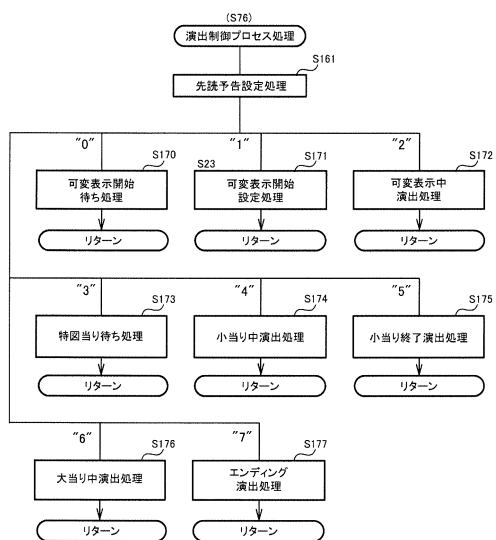 (S76)
演出制御プロセス処理
S161
先読予告設定処理
"0"
"1"
"2"
S170
S23
S171
S172
可変表示開始
待ち処理
可変表示開始
設定処理
可変表示中
演出処理
リターン
リターン
リターン
"3"
"4"
"5"
S173
S174
S175
特図当り待ち処理
小当り中演出処理
小当り終了演出処理
リターン
リターン
リターン
"6"
"7"
S176
S177
大当り中演出処理
エンディング
演出処理
リターン
リターン